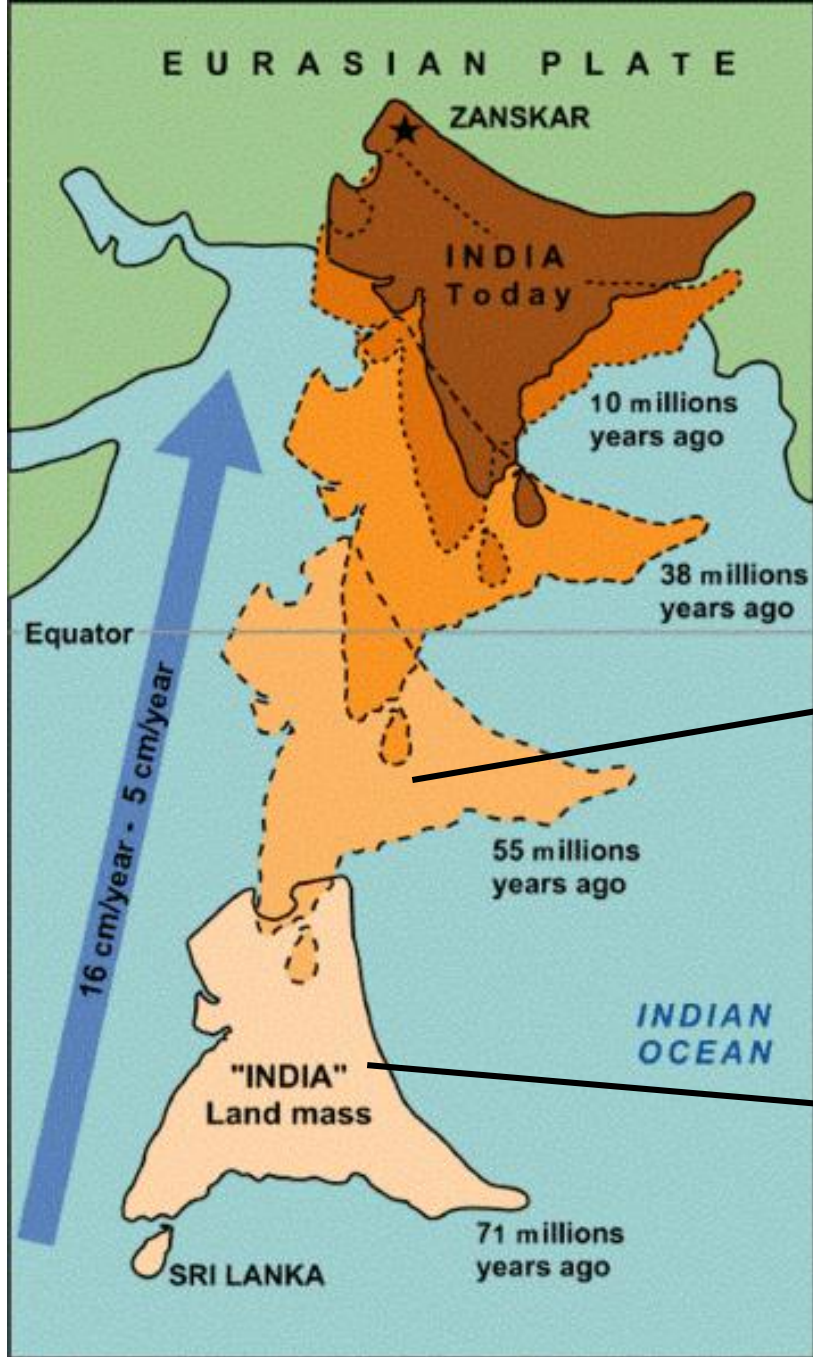 EURASIAN PLATE
ZANSKAR
INDIA
Today
10 millions
years ago
38 millions
years ago
Equator
16 cm/year - 5 cm/year
55 millions
years ago
INDIAN
OCEAN
"INDIA"
Land mass
71 millions
years ago
SRI LANKA